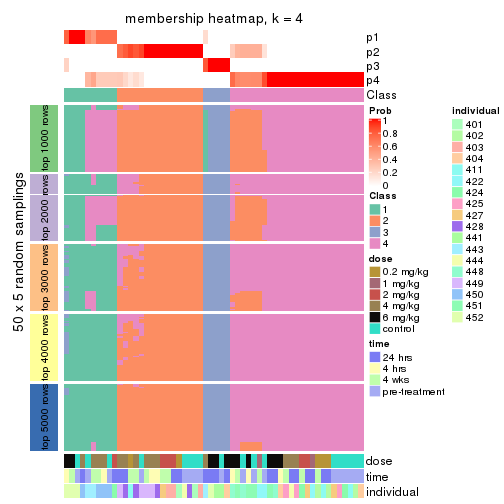 membership heatmap, k = 4
p1
p2
p3
p4
Class
50 x 5 random samplings
top 1000 rows
top 2000 rows
top 3000 rows
top 4000 rows
top 5000 rows
dose
time
individual
Prob
1
0.8
0.6
0.4
0.2
0
Class
1
2
3
4
dose
0.2 mg/kg
1 mg/kg
2 mg/kg
4 mg/kg
6 mg/kg
control
time
24 hrs
4 hrs
4 wks
pre-treatment
individual
401
402
403
404
411
422
424
425
427
428
441
443
444
448
449
450
451
452